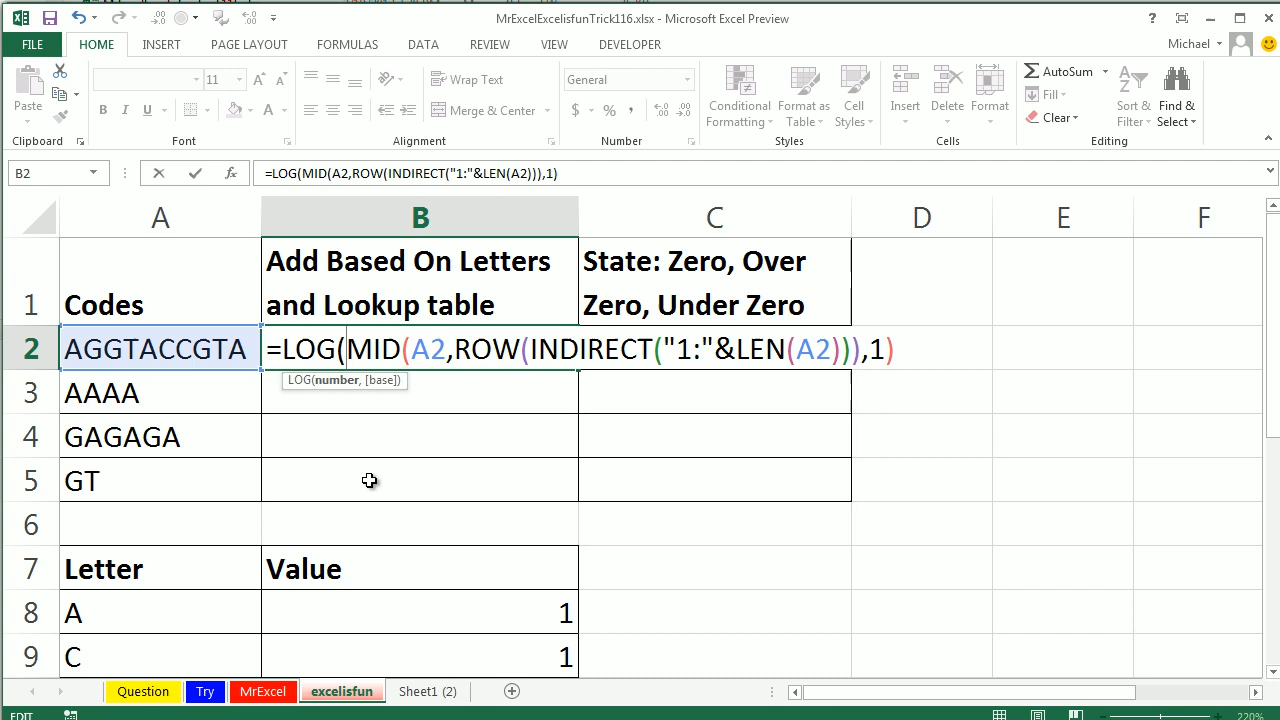 MrExcelExcelisfunTrick116.xlsx - Microsoft Excel Preview
FILE HOME INSERT PAGE LAYOUT FORMULAS DATA REVIEW VIEW DEVELOPER Michael
Paste 11 Wrap Text General Conditional Formatting Format as Table Cell Styles Insert Delete Format AutoSum Fill Clear Sort & Filter Find & Select
B I U A Merge & Center $ % ,
Clipboard Font Alignment Number Styles Cells Editing
B2 fx =LOG(MID(A2,ROW(INDIRECT("1:"&LEN(A2))),1)
A B C D E F
Add Based On Letters State: Zero, Over
1 Codes and Lookup table Zero, Under Zero
2 AGGTACCGTA =LOG(MID(A2,ROW(INDIRECT("1:"&LEN(A2))),1)
LOG(number, [base])
3 AAAA
4 GAGAGA
5 GT
6
7 Letter Value
8 A 1
9 C 1
Question Try MrExcel excelisfun Sheet1 (2)
EDIT 220%